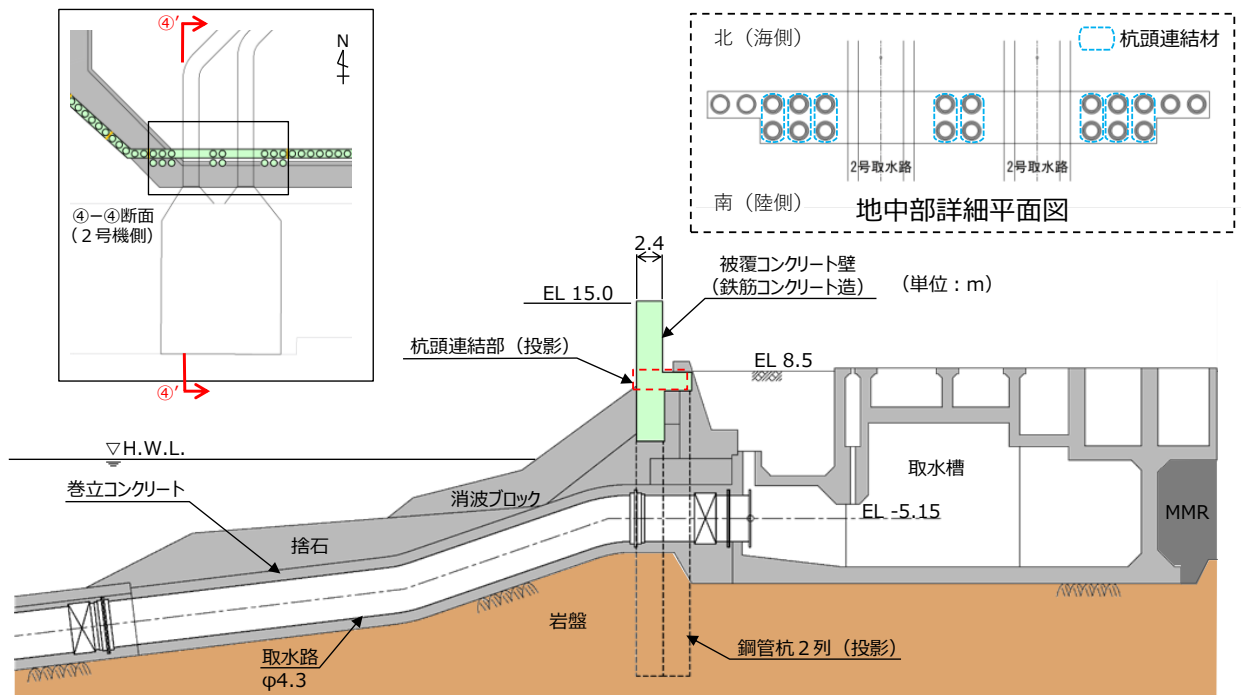 ④’
N
④－④断面
(２号機側)
④’
北（海側）
杭頭連結材
2号取水路
2号取水路
南（陸側）
地中部詳細平面図
2.4
被覆コンクリート壁
(鉄筋コンクリート造)
（単位：m）
EL 15.0
杭頭連結部（投影）
EL 8.5
▽H.W.L.
巻立コンクリート
消波ブロック
取水槽
EL -5.15
MMR
捨石
岩盤
取水路
φ4.3
鋼管杭２列（投影）